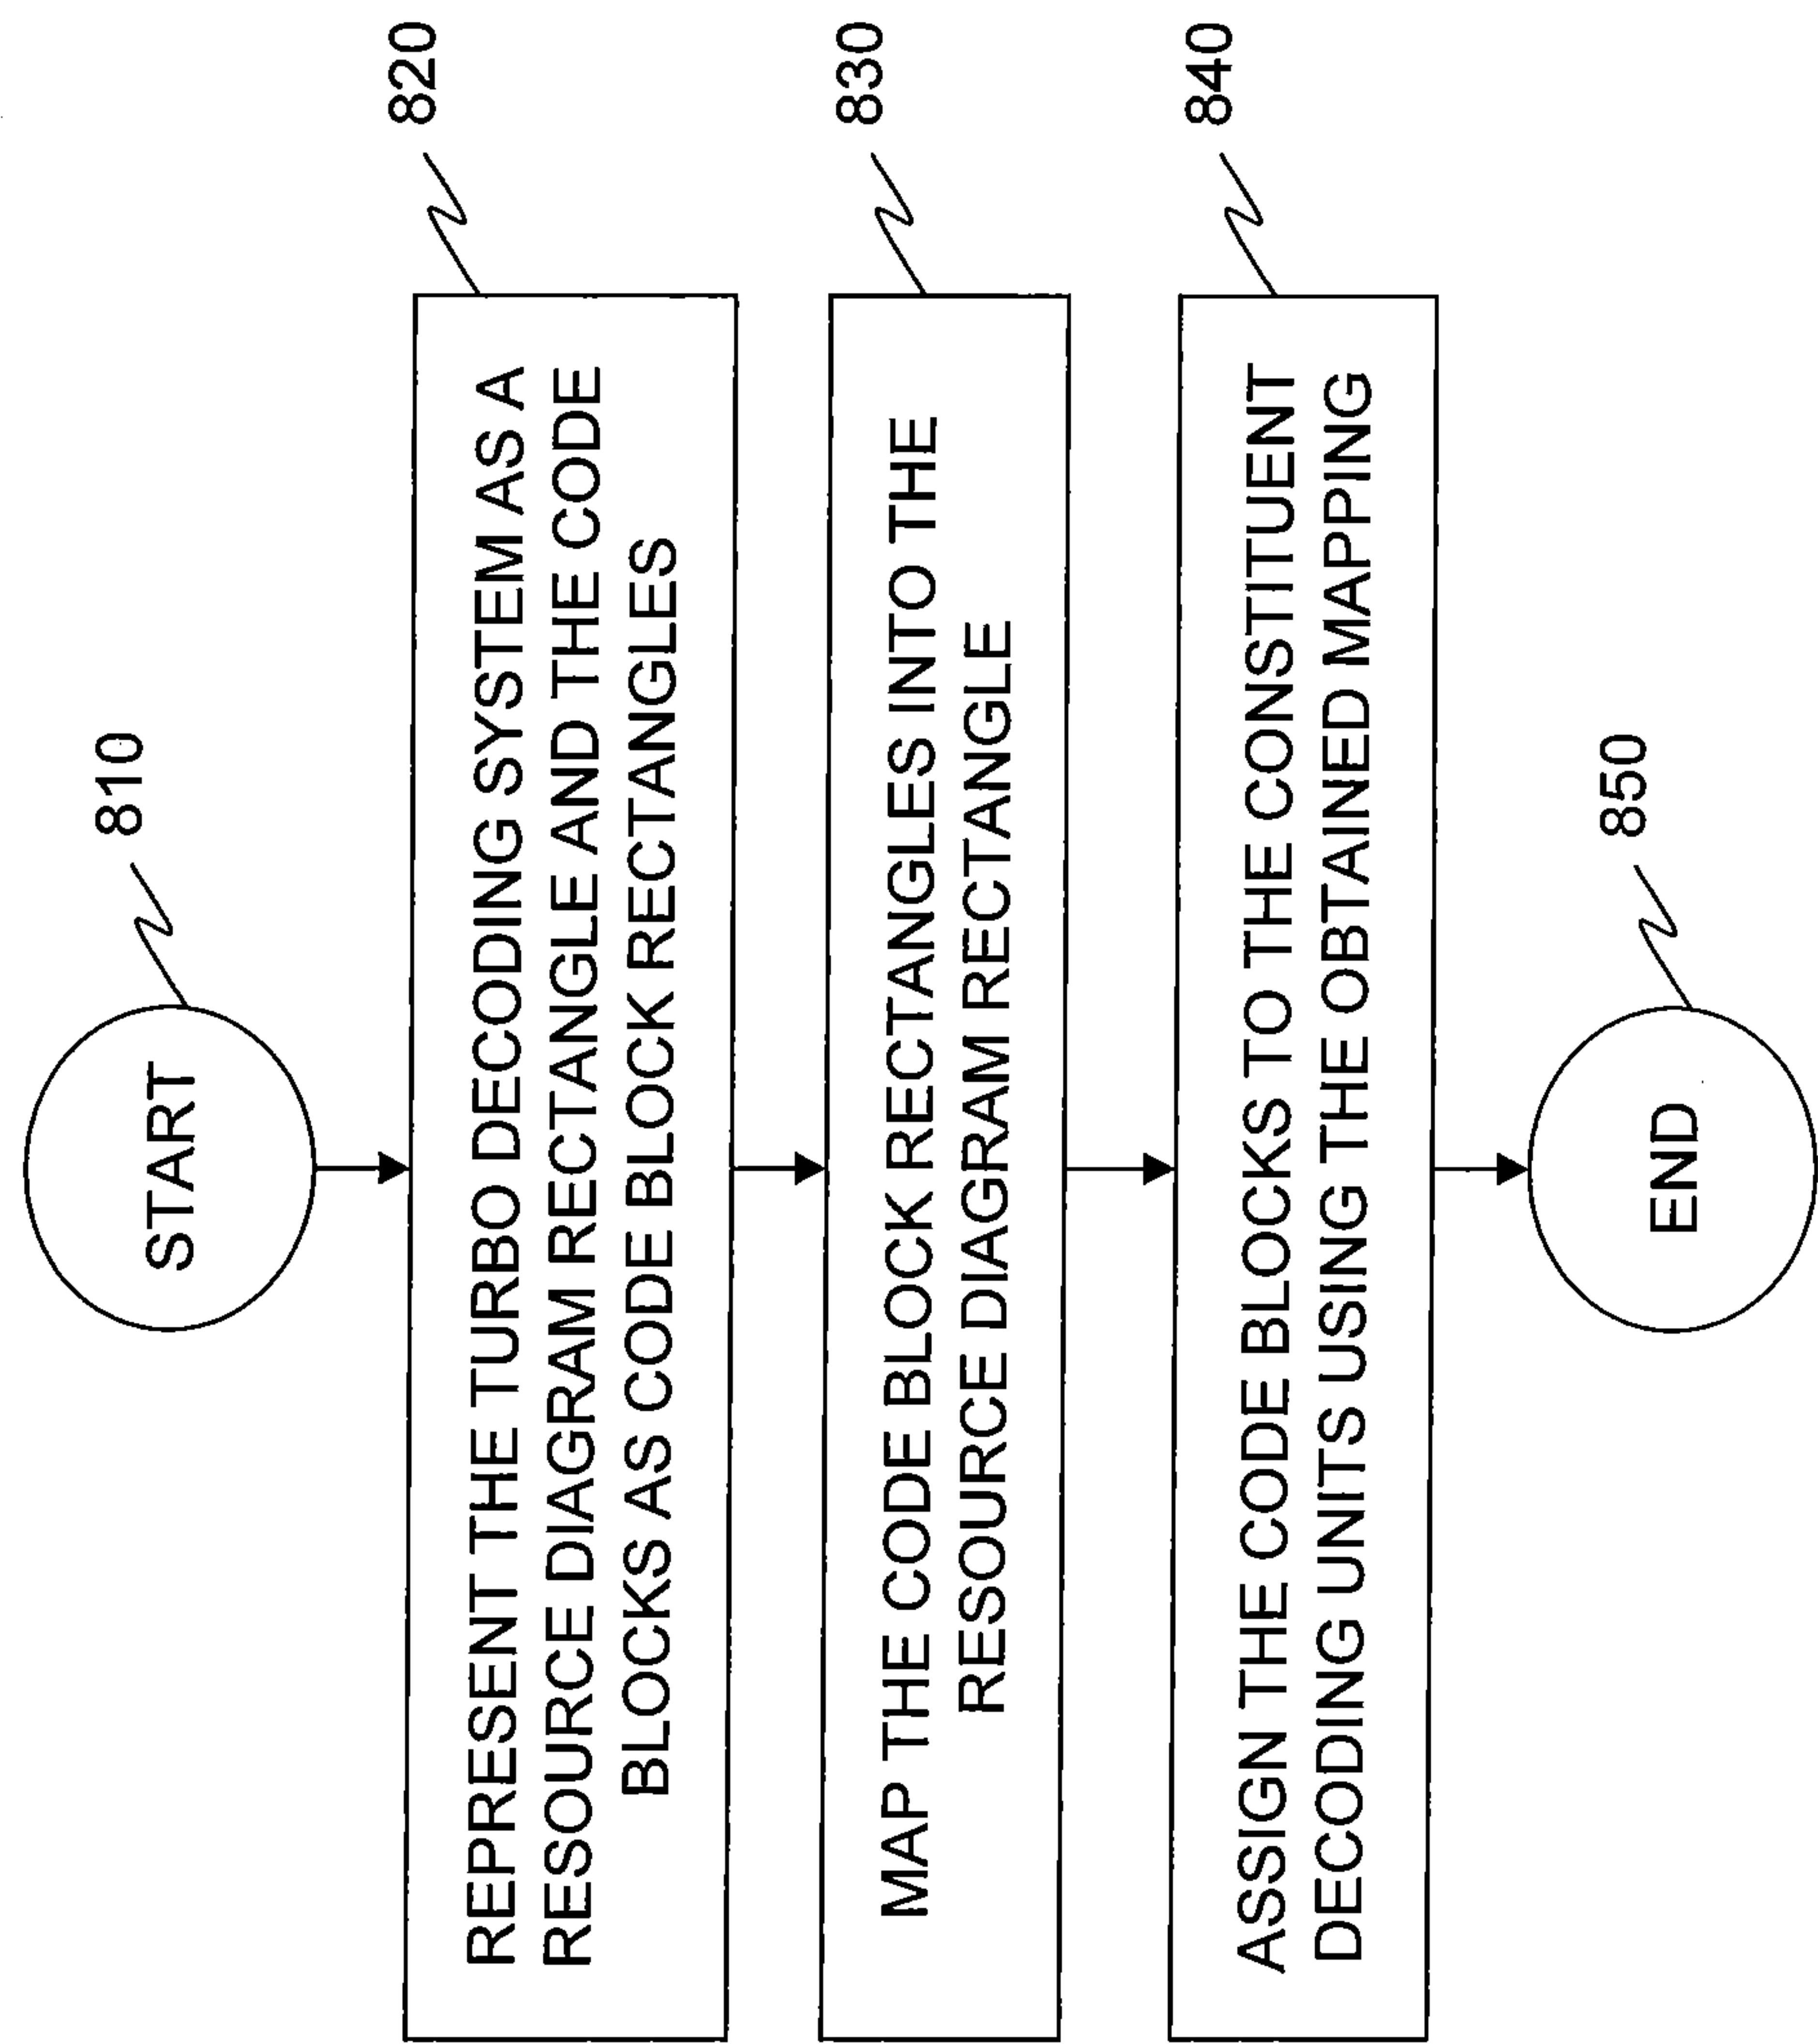 START
810
REPRESENT THE TURBO DECODING SYSTEM AS A
RESOURCE DIAGRAM RECTANGLE AND THE CODE
BLOCKS AS CODE BLOCK RECTANGLES
820
MAP THE CODE BLOCK RECTANGLES INTO THE
RESOURCE DIAGRAM RECTANGLE
830
ASSIGN THE CODE BLOCKS TO THE CONSTITUENT
DECODING UNITS USING THE OBTAINED MAPPING
840
END
850